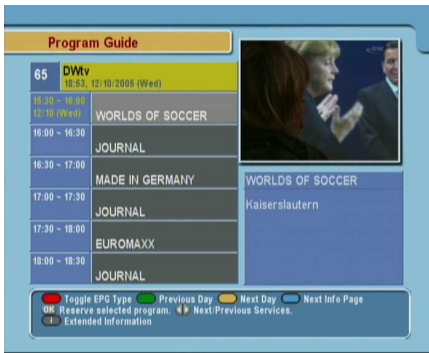 Program Guide
65 DWtv
18:53, 12/10/2005 (Wed)
15:30 ~ 16:00
12/10 (Wed)
WORLDS OF SOCCER
16:00 ~ 16:30
JOURNAL
16:30 ~ 17:00
MADE IN GERMANY
17:00 ~ 17:30
JOURNAL
17:30 ~ 18:00
EUROMAXX
18:00 ~ 18:30
JOURNAL
WORLDS OF SOCCER
Kaiserslautern
Toggle EPG Type Previous Day Next Day Next Info Page
OK Reserve selected program. Next/Previous Services.
i Extended Information